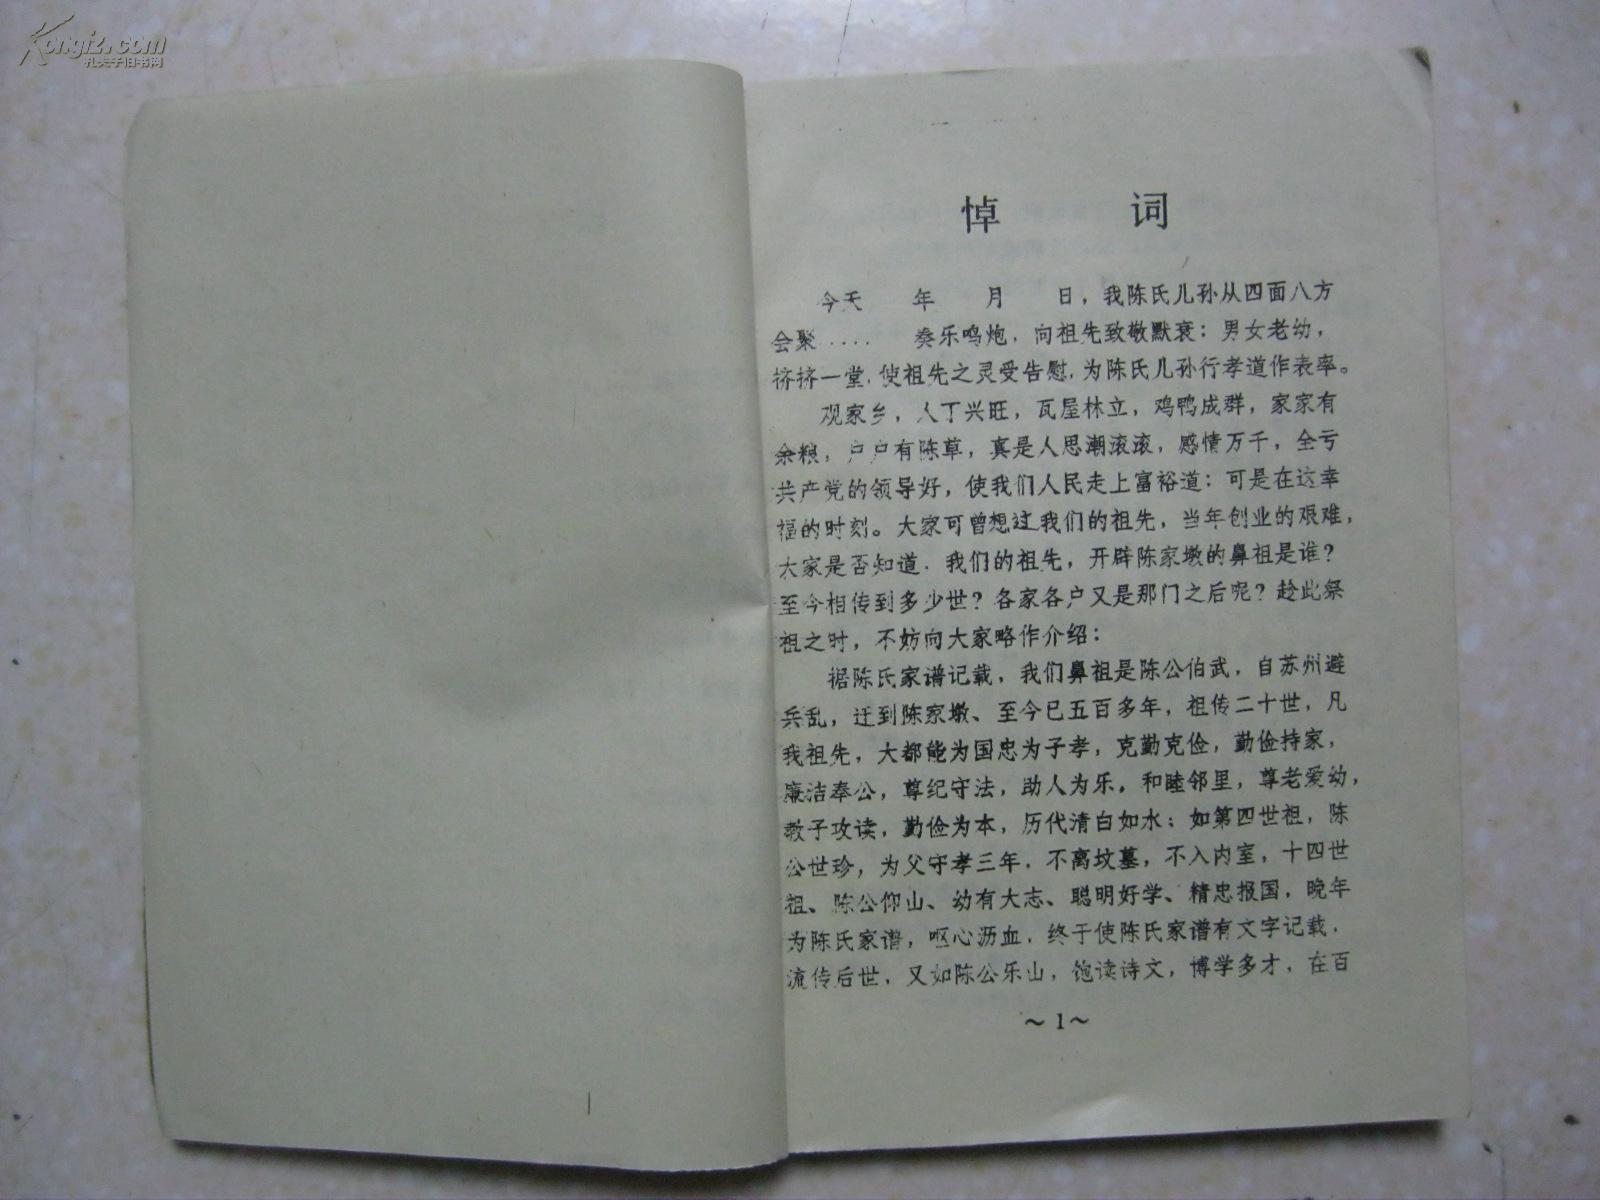 Kongfz.com
孔夫子旧书网
悼 词
今天 年 月 日，我陈氏儿孙从四面八方
会聚.... 奏乐鸣炮，向祖先致敬默衰：男女老幼，
挤挤一堂，使祖先之灵受告慰，为陈氏儿孙行孝道作表率。
观家乡，人丁兴旺，瓦屋林立，鸡鸭成群，家家有
余粮，户户有陈草，真是人思潮滚滚，感情万千，全亏
共产党的领导好，使我们人民走上富裕道：可是在这幸
福的时刻。大家可曾想过我们的祖先，当年创业的艰难，
大家是否知道．我们的祖先，开辟陈家墩的鼻祖是谁？
至今相传到多少世？各家各户又是那门之后呢？趁此祭
祖之时，不妨向大家略作介绍：
据陈氏家谱记载，我们鼻祖是陈公伯武，自苏州避
兵乱，迁到陈家墩、至今已五百多年，祖传二十世，凡
我祖先，大都能为国忠为子孝，克勤克俭，勤俭持家，
廉洁奉公，尊纪守法，助人为乐，和睦邻里，尊老爱幼，
教子攻读，勤俭为本，历代清白如水；如第四世祖，陈
公世珍，为父守孝三年，不离坟墓，不入内室，十四世
祖、陈公仰山、幼有大志、聪明好学、精忠报国，晚年
为陈氏家谱，呕心沥血，终于使陈氏家谱有文字记载，
流传后世，又如陈公乐山，饱读诗文，博学多才，在百
～1～